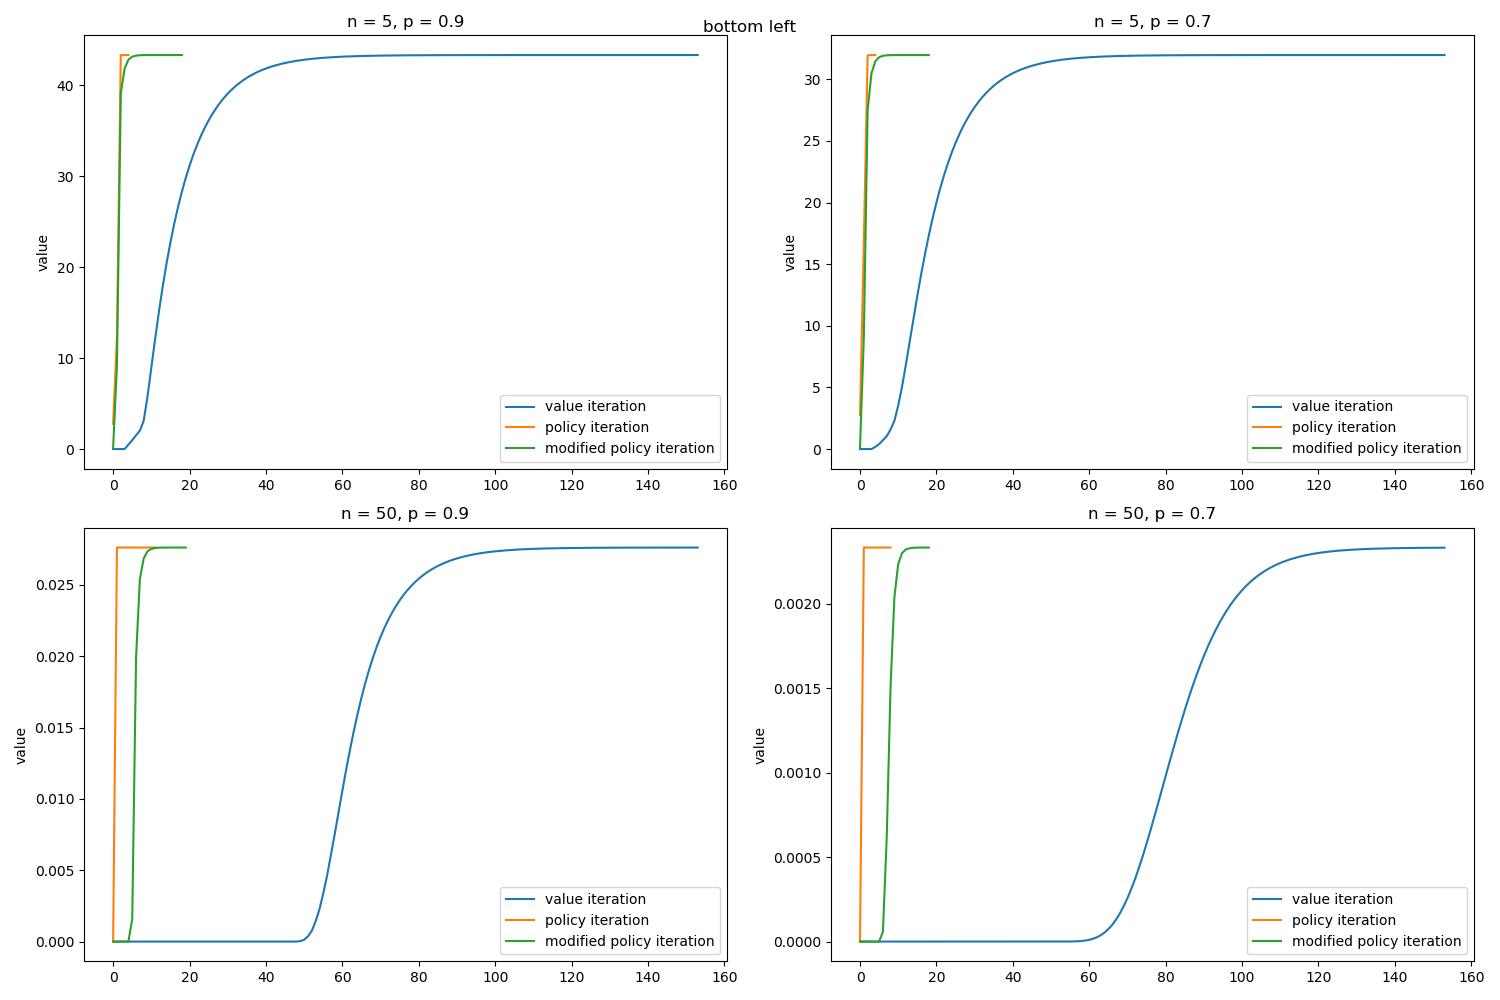 bottom left
n = 5, p = 0.9
value
40
30
20
10
0
0 20 40 60 80 100 120 140 160
value iteration
policy iteration
modified policy iteration
n = 5, p = 0.7
value
30
25
20
15
10
5
0
0 20 40 60 80 100 120 140 160
value iteration
policy iteration
modified policy iteration
n = 50, p = 0.9
value
0.025
0.020
0.015
0.010
0.005
0.000
0 20 40 60 80 100 120 140 160
value iteration
policy iteration
modified policy iteration
n = 50, p = 0.7
value
0.0020
0.0015
0.0010
0.0005
0.0000
0 20 40 60 80 100 120 140 160
value iteration
policy iteration
modified policy iteration